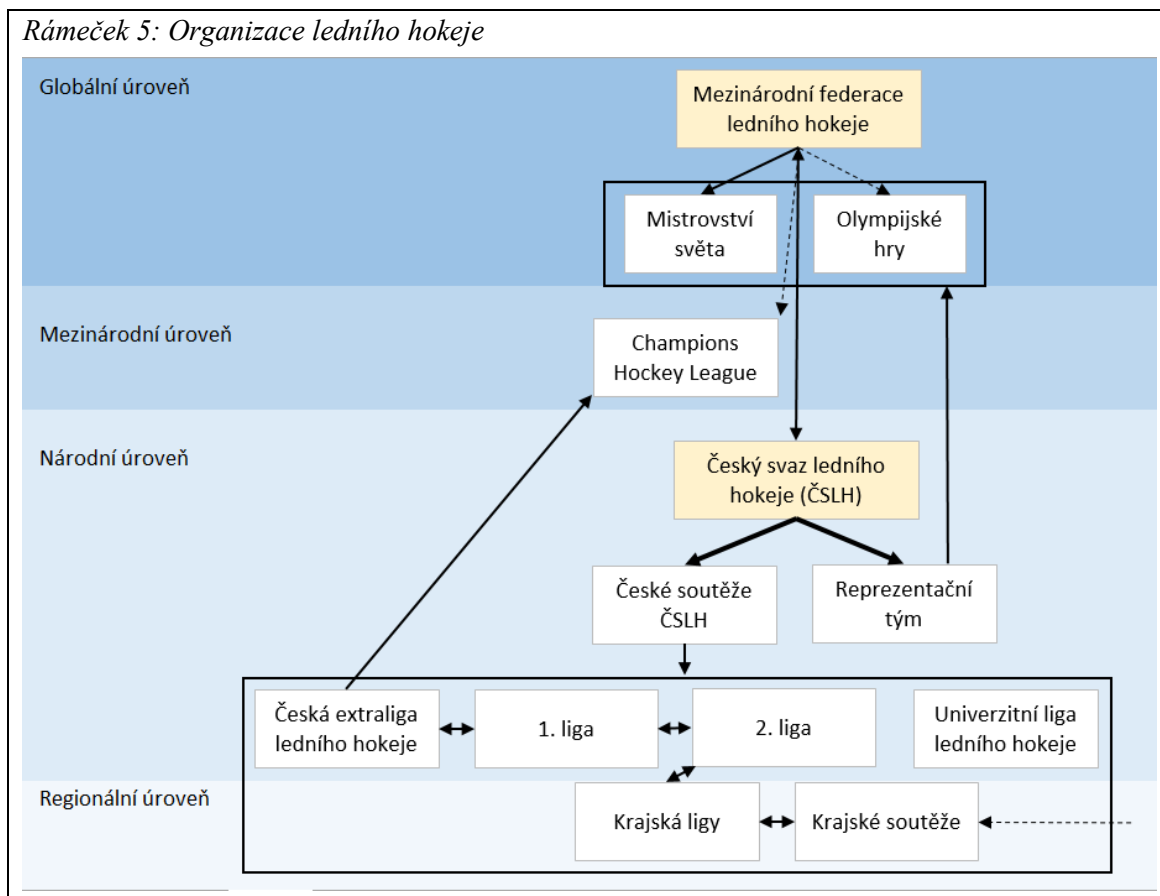 Rámeček 5: Organizace ledního hokeje
Globální úroveň
Mezinárodní federace
ledního hokeje
Mistrovství
světa
Olympijské
hry
Mezinárodní úroveň
Champions
Hockey League
Národní úroveň
Český svaz ledního
hokeje (ČSLH)
České soutěže
ČSLH
Reprezentační
tým
Česká extraliga
ledního hokeje
1. liga
2. liga
Univerzitní liga
ledního hokeje
Regionální úroveň
Krajská ligy
Krajské soutěže